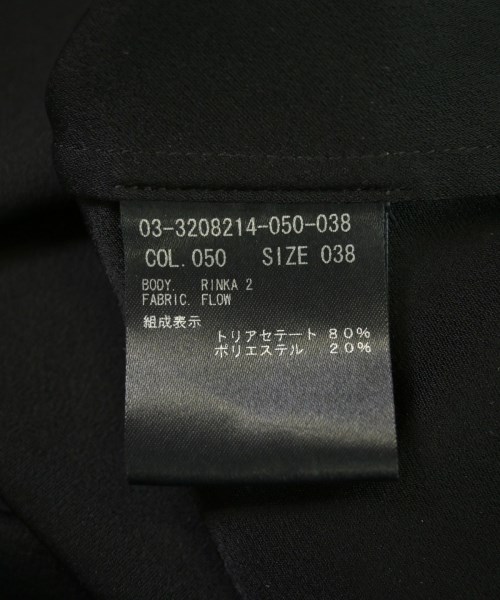 03-3208214-050-038
COL. 050 SIZE 038
BODY. RINKA 2
FABRIC. FLOW
組成表示
トリアセテート 80%
ポリエステル 20%